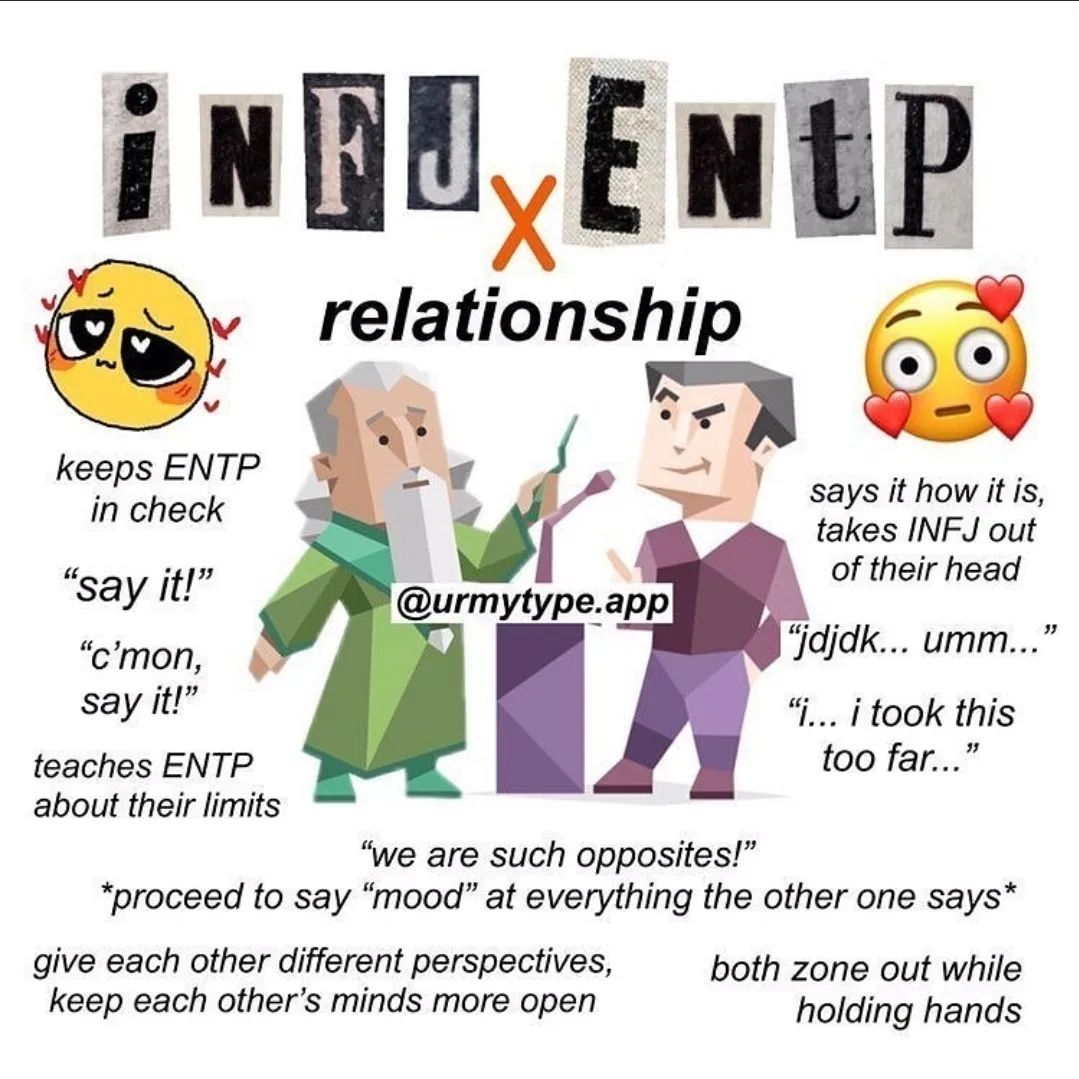 iNFJ x ENtP
relationship
keeps ENTP
in check
“say it!”
“c’mon,
say it!”
teaches ENTP
about their limits
@urmytype.app
says it how it is,
takes INFJ out
of their head
“jdjdk... umm...”
“i... i took this
too far...”
“we are such opposites!”
*proceed to say “mood” at everything the other one says*
give each other different perspectives,
keep each other’s minds more open
both zone out while
holding hands